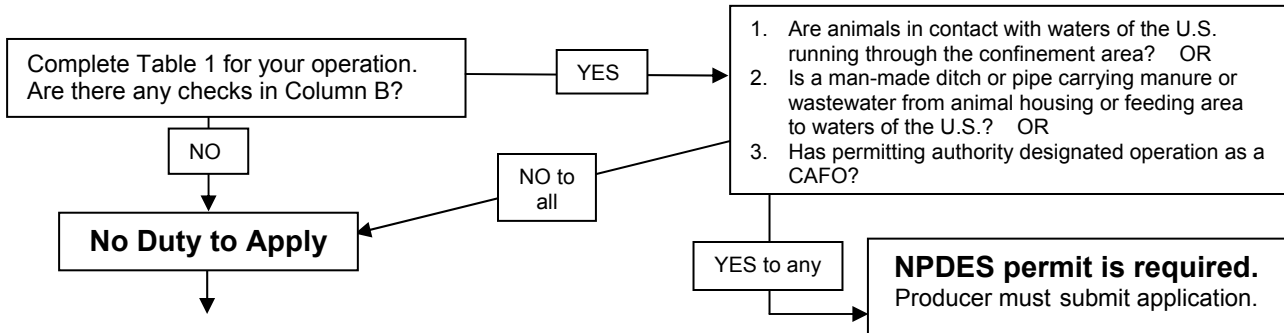 Complete Table 1 for your operation.
Are there any checks in Column B?
YES
1. Are animals in contact with waters of the U.S.
running through the confinement area? OR
2. Is a man-made ditch or pipe carrying manure or
wastewater from animal housing or feeding area
to waters of the U.S.? OR
3. Has permitting authority designated operation as a
CAFO?
NO
NO to
all
No Duty to Apply
YES to any
NPDES permit is required.
Producer must submit application.